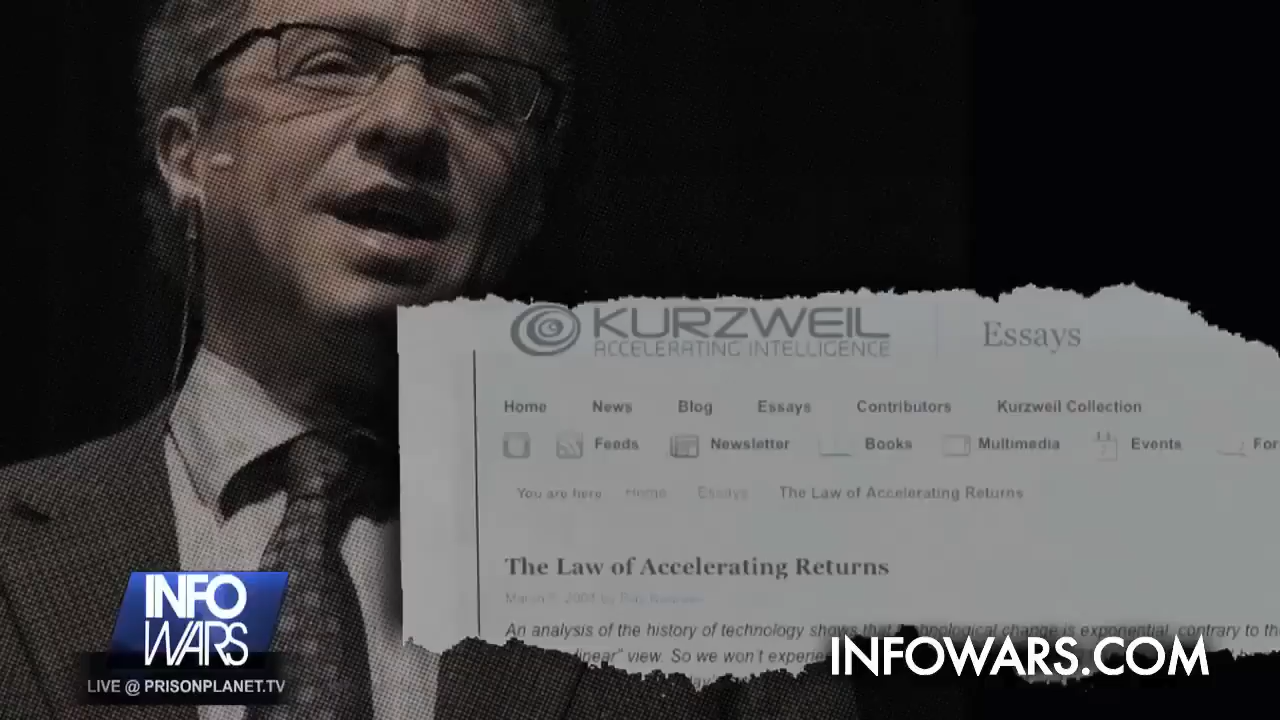 KURZWEIL
ACCELERATING INTELLIGENCE
Essays
Home News Blog Essays Contributors Kurzweil Collection
Feeds Newsletter Books Multimedia Events
You are here Home Essays The Law of Accelerating Returns
The Law of Accelerating Returns
An analysis of the history of technology shows that technological change is exponential, contrary to
view. So we won't
INFO
WARS
LIVE @ PRISONPLANET.TV
INFOWARS.COM